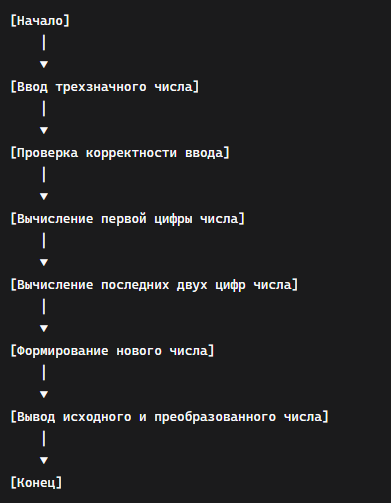 [Начало]
[Ввод трехзначного числа]
[Проверка корректности ввода]
[Вычисление первой цифры числа]
[Вычисление последних двух цифр числа]
[Формирование нового числа]
[Вывод исходного и преобразованного числа]
[Конец]